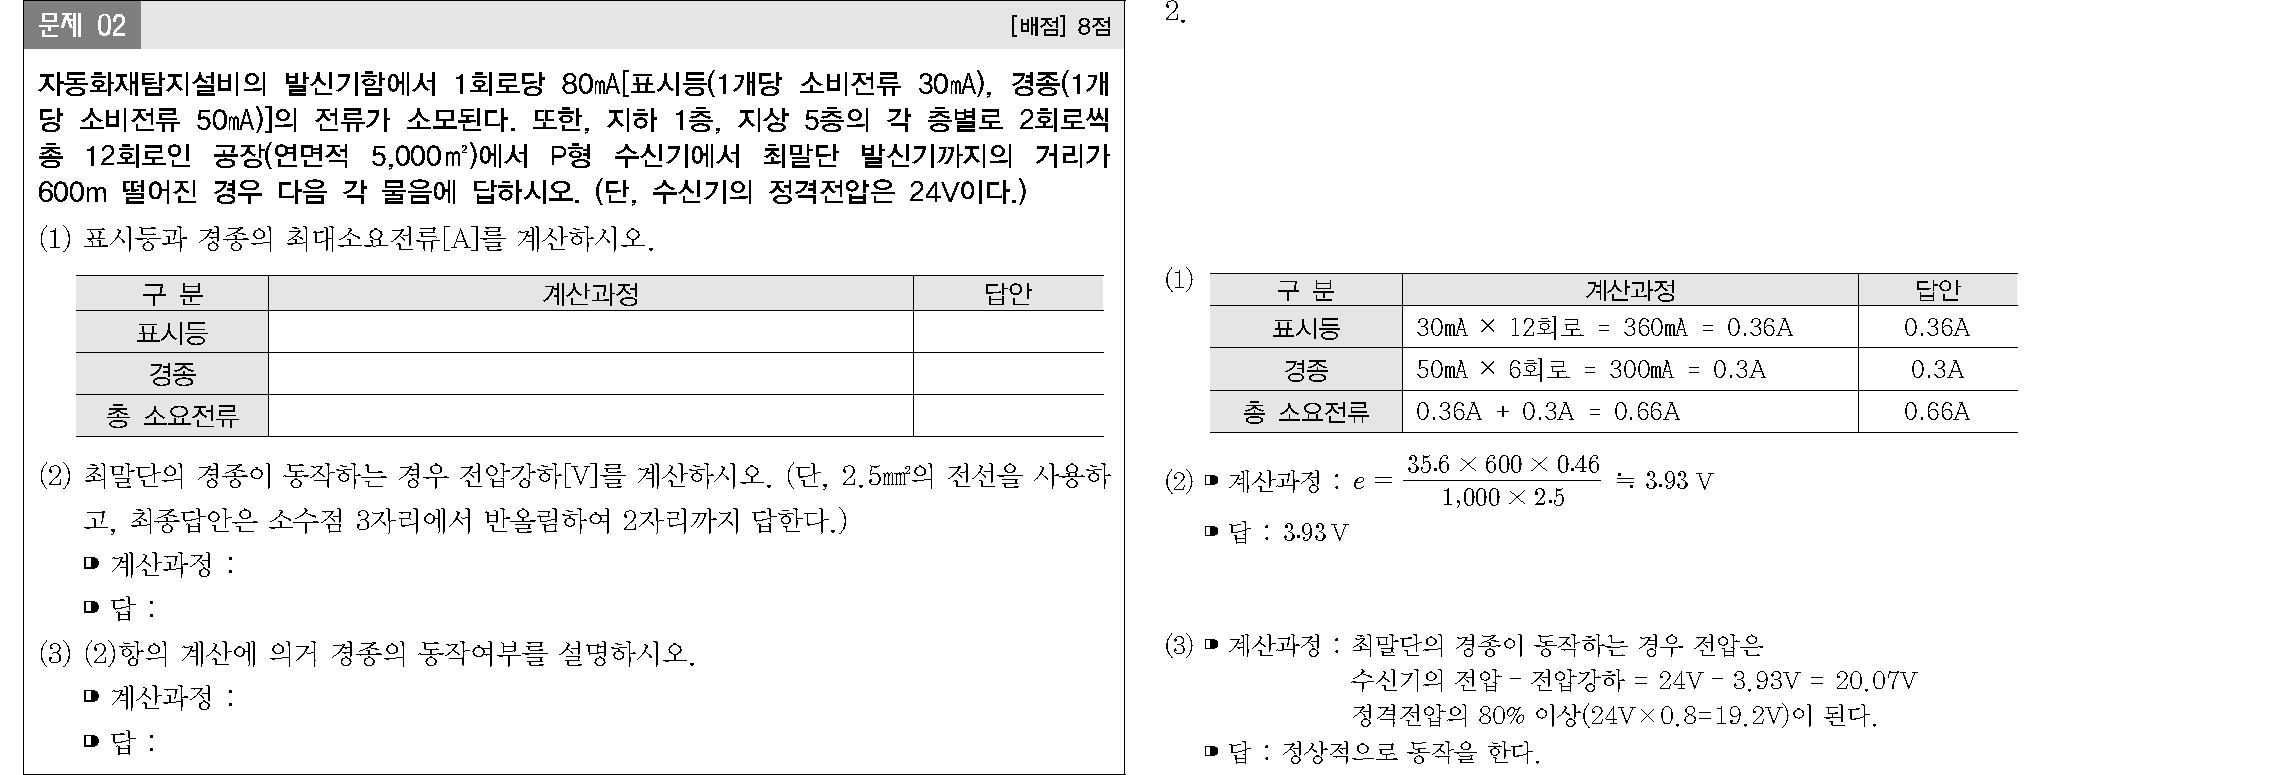 문제 02
[배점] 8점
자동화재탐지설비의 발신기함에서 1회로당 80㎃[표시등(1개당 소비전류 30㎃), 경종(1개
당 소비전류 50㎃)]의 전류가 소모된다. 또한, 지하 1층, 지상 5층의 각 층별로 2회로씩
총 12회로인 공장(연면적 5,000㎡)에서 P형 수신기에서 최말단 발신기까지의 거리가
600m 떨어진 경우 다음 각 물음에 답하시오. (단, 수신기의 정격전압은 24V이다.)
(1) 표시등과 경종의 최대소요전류[A]를 계산하시오.
구 분 계산과정 답안
표시등
경종
총 소요전류
(2) 최말단의 경종이 동작하는 경우 전압강하[V]를 계산하시오. (단, 2.5㎟의 전선을 사용하
고, 최종답안은 소수점 3자리에서 반올림하여 2자리까지 답한다.)
계산과정 :
답 :
(3) (2)항의 계산에 의거 경종의 동작여부를 설명하시오.
계산과정 :
답 :
2.
(1)
구 분 계산과정 답안
표시등 30㎃ × 12회로 = 360㎃ = 0.36A 0.36A
경종 50㎃ × 6회로 = 300㎃ = 0.3A 0.3A
총 소요전류 0.36A + 0.3A = 0.66A 0.66A
(2) 계산과정 : e = (35.6 × 600 × 0.46) / (1,000 × 2.5) ≒ 3.93 V
답 : 3.93 V
(3) 계산과정 : 최말단의 경종이 동작하는 경우 전압은
수신기의 전압 - 전압강하 = 24V - 3.93V = 20.07V
정격전압의 80% 이상(24V×0.8=19.2V)이 된다.
답 : 정상적으로 동작을 한다.